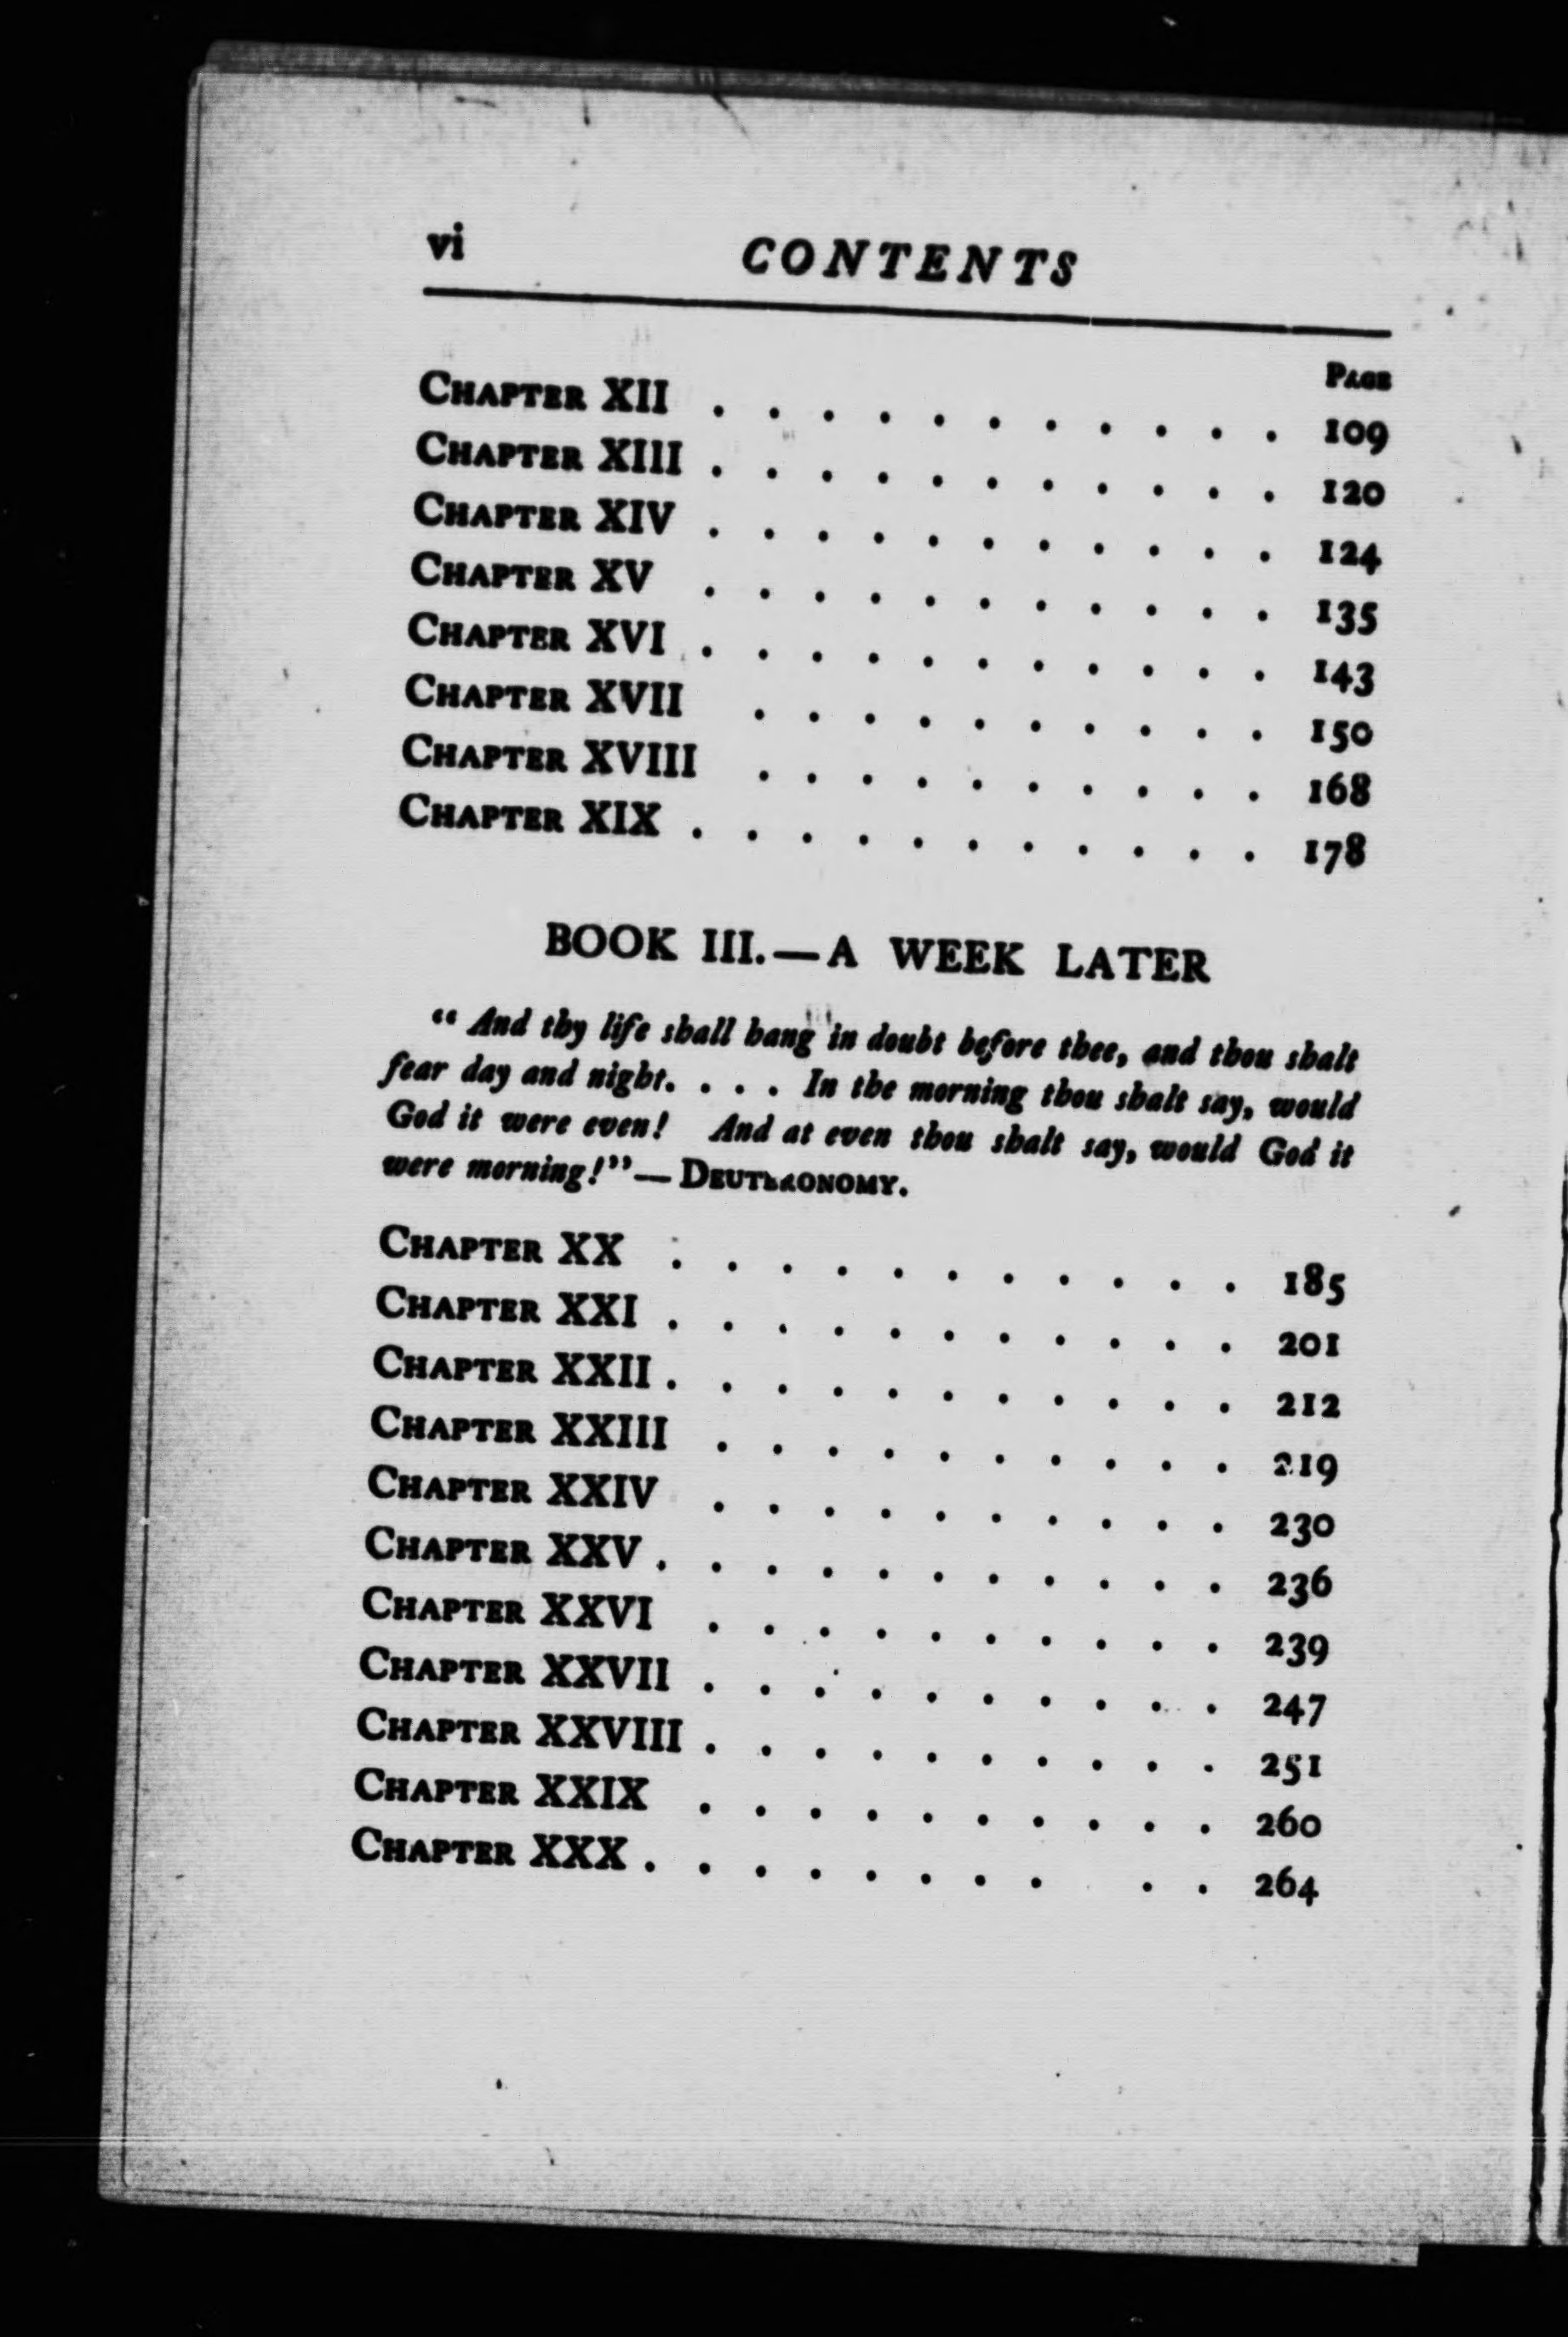 vi CONTENTS
PAGE
CHAPTER XII . . . . . . . . . . . 109
CHAPTER XIII . . . . . . . . . . . 120
CHAPTER XIV . . . . . . . . . . . 124
CHAPTER XV . . . . . . . . . . . 135
CHAPTER XVI . . . . . . . . . . . 143
CHAPTER XVII . . . . . . . . . . 150
CHAPTER XVIII . . . . . . . . . . 168
CHAPTER XIX . . . . . . . . . . . 178
BOOK III.—A WEEK LATER
“And thy life shall hang in doubt before thee, and thou shalt
fear day and night. . . . In the morning thou shalt say, would
God it were even! And at even thou shalt say, would God it
were morning!”—DEUTERONOMY.
CHAPTER XX . . . . . . . . . . . 185
CHAPTER XXI . . . . . . . . . . . 201
CHAPTER XXII . . . . . . . . . . . 212
CHAPTER XXIII . . . . . . . . . . 219
CHAPTER XXIV . . . . . . . . . . 230
CHAPTER XXV . . . . . . . . . . . 236
CHAPTER XXVI . . . . . . . . . . 239
CHAPTER XXVII . . . . . . . . . . 247
CHAPTER XXVIII . . . . . . . . . . 251
CHAPTER XXIX . . . . . . . . . . 260
CHAPTER XXX . . . . . . . . . . 264